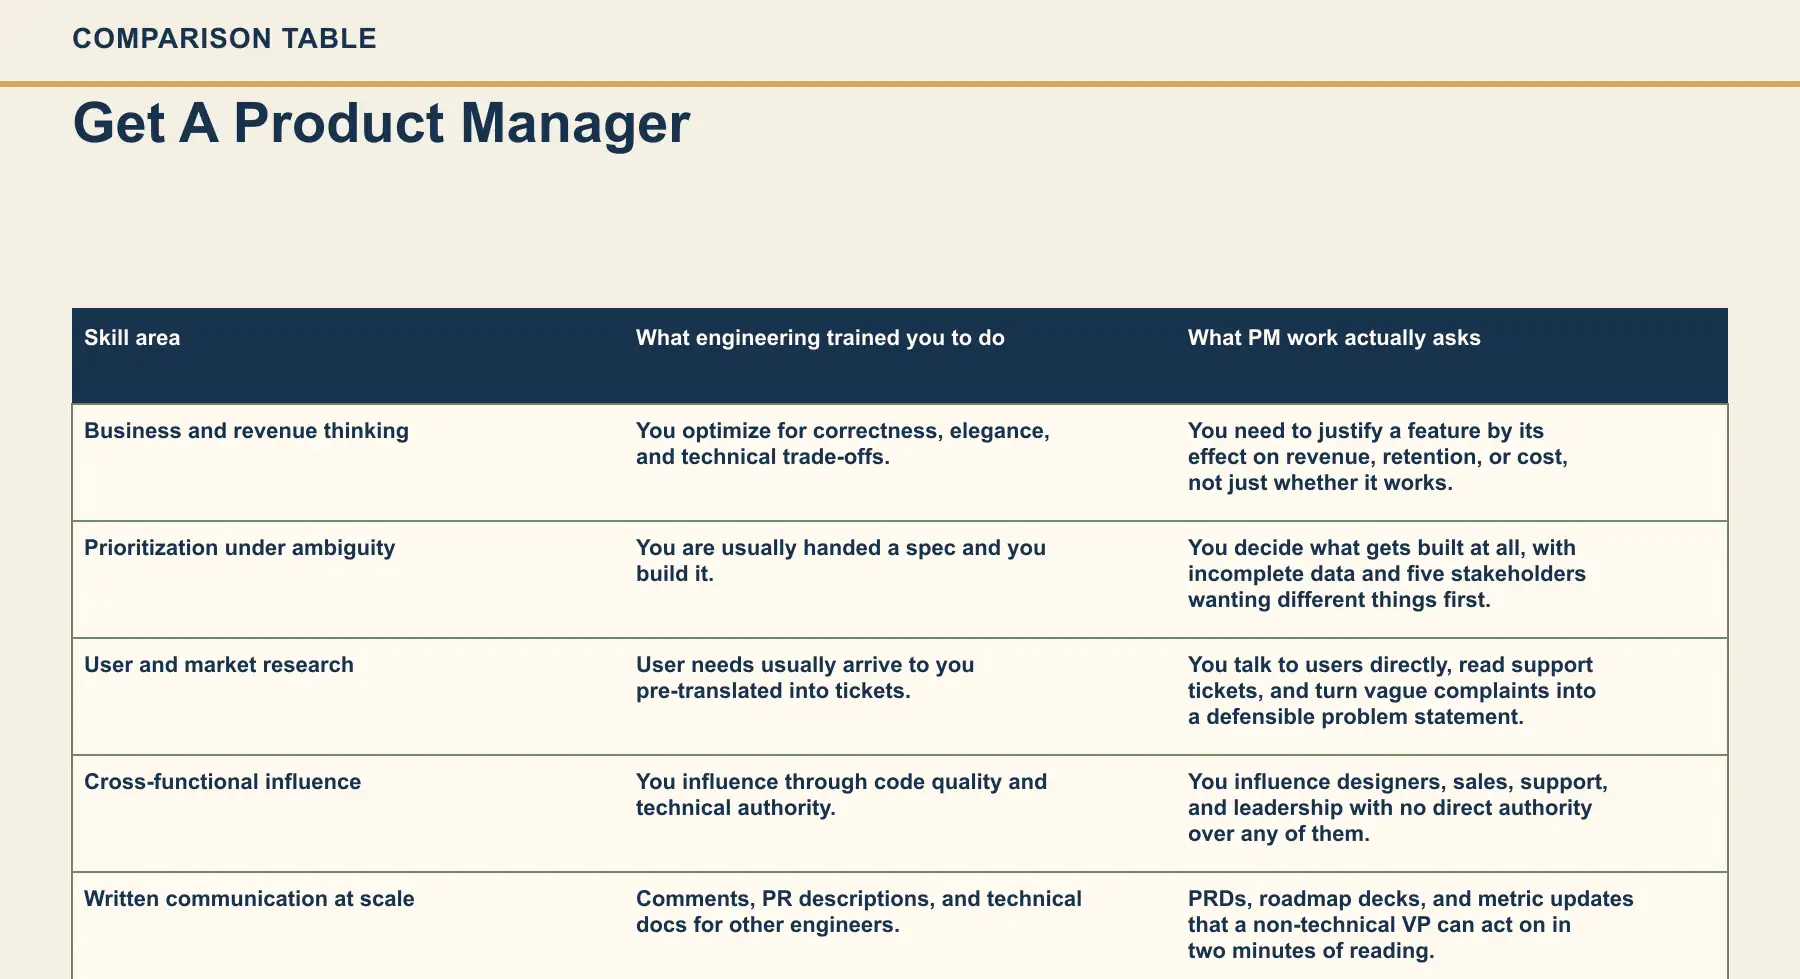 COMPARISON TABLE
Get A Product Manager
Skill area
What engineering trained you to do
What PM work actually asks
Business and revenue thinking
You optimize for correctness, elegance,
and technical trade-offs.
You need to justify a feature by its
effect on revenue, retention, or cost,
not just whether it works.
Prioritization under ambiguity
You are usually handed a spec and you
build it.
You decide what gets built at all, with
incomplete data and five stakeholders
wanting different things first.
User and market research
User needs usually arrive to you
pre-translated into tickets.
You talk to users directly, read support
tickets, and turn vague complaints into
a defensible problem statement.
Cross-functional influence
You influence through code quality and
technical authority.
You influence designers, sales, support,
and leadership with no direct authority
over any of them.
Written communication at scale
Comments, PR descriptions, and technical
docs for other engineers.
PRDs, roadmap decks, and metric updates
that a non-technical VP can act on in
two minutes of reading.